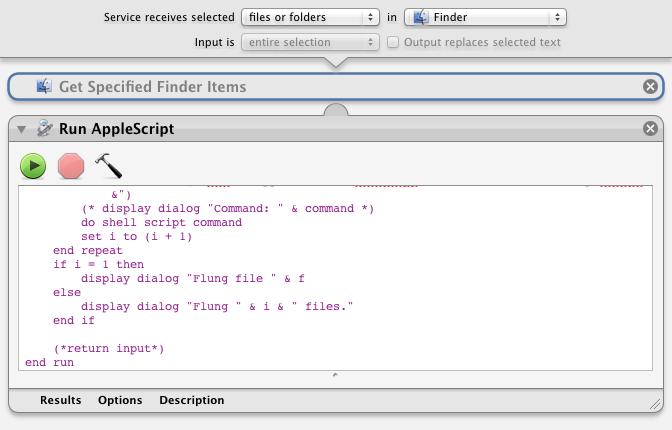 Service receives selected files or folders in Finder
Input is entire selection Output replaces selected text
Get Specified Finder Items
Run AppleScript
&")
(* display dialog "Command: " & command *)
do shell script command
set i to (i + 1)
end repeat
if i = 1 then
display dialog "Flung file " & f
else
display dialog "Flung " & i & " files."
end if
(*return input*)
end run
Results Options Description